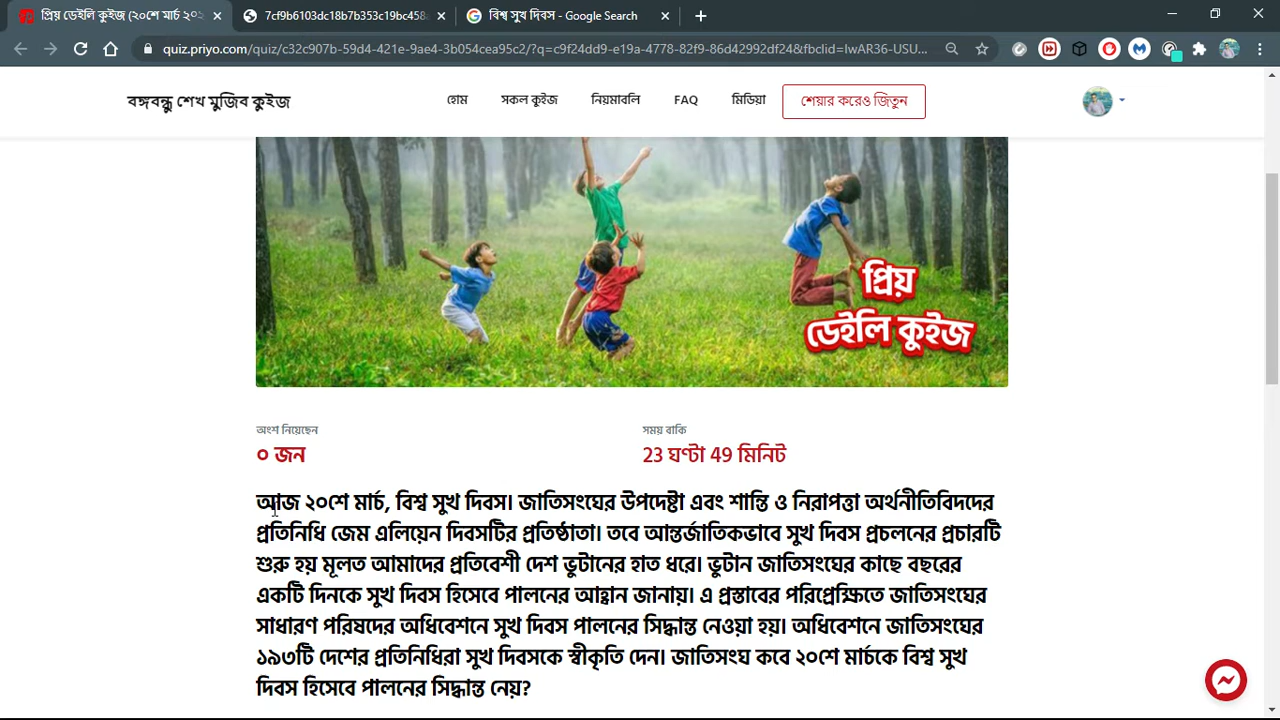 প্রিয় ডেইলি কুইজ (২০শে মার্চ ২০২
7cf9b6103dc18b7b353c19bc458a
বিশ্ব সুখ দিবস - Google Search
quiz.priyo.com/quiz/c32c907b-59d4-421e-9ae4-3b054cea95c2/?q=c9f24dd9-e19a-4778-82f9-86d42992df24&fbclid=IwAR36-USU...
বঙ্গবন্ধু শেখ মুজিব কুইজ
হোম
সকল কুইজ
নিয়মাবলি
FAQ
মিডিয়া
শেয়ার করেও জিতুন
প্রিয়
ডেইলি কুইজ
অংশ নিয়েছেন
০ জন
সময় বাকি
23 ঘণ্টা 49 মিনিট
আজ ২০শে মার্চ, বিশ্ব সুখ দিবস। জাতিসংঘের উপদেষ্টা এবং শান্তি ও নিরাপত্তা অর্থনীতিবিদদের
প্রতিনিধি জেম এলিয়েন দিবসটির প্রতিষ্ঠাতা। তবে আন্তর্জাতিকভাবে সুখ দিবস প্রচলনের প্রচারটি
শুরু হয় মূলত আমাদের প্রতিবেশী দেশ ভুটানের হাত ধরে। ভুটান জাতিসংঘের কাছে বছরের
একটি দিনকে সুখ দিবস হিসেবে পালনের আহ্বান জানায়। এ প্রস্তাবের পরিপ্রেক্ষিতে জাতিসংঘের
সাধারণ পরিষদের অধিবেশনে সুখ দিবস পালনের সিদ্ধান্ত নেওয়া হয়। অধিবেশনে জাতিসংঘের
১৯৩টি দেশের প্রতিনিধিরা সুখ দিবসকে স্বীকৃতি দেন। জাতিসংঘ কবে ২০শে মার্চকে বিশ্ব সুখ
দিবস হিসেবে পালনের সিদ্ধান্ত নেয়?